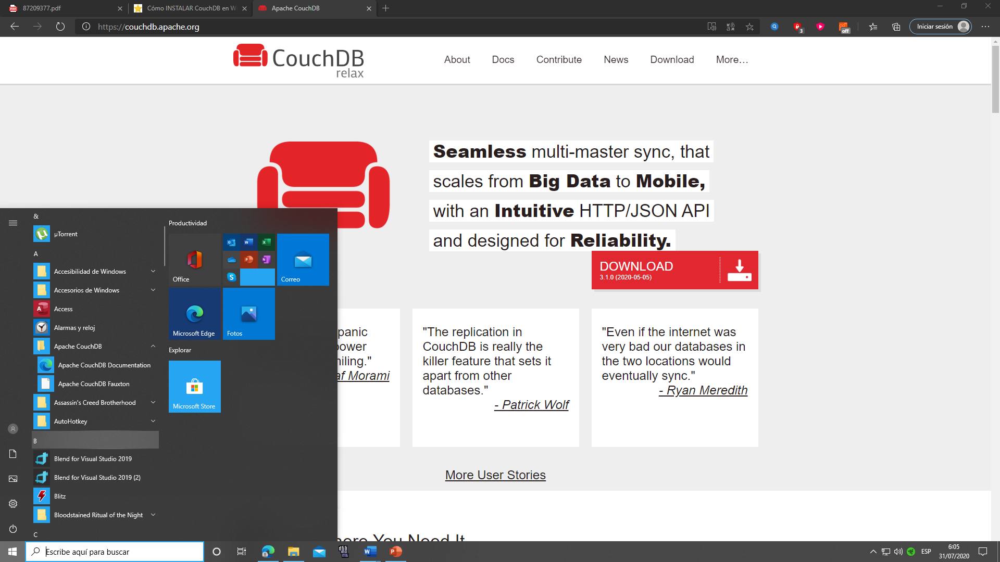 87209377.pdf
Cómo INSTALAR CouchDB en W
Apache CouchDB
https://couchdb.apache.org
3
off
Iniciar sesión
CouchDB
relax
About
Docs
Contribute
News
Download
More…
Seamless multi-master sync, that
scales from Big Data to Mobile,
with an Intuitive HTTP/JSON API
and designed for Reliability.
DOWNLOAD
3.1.0 (2020-05-05)
panic
power
niling."
af Morami
"The replication in
CouchDB is really the
killer feature that sets it
apart from other
databases."
- Patrick Wolf
"Even if the internet was
very bad our databases in
the two locations would
eventually sync."
- Ryan Meredith
More User Stories
here You Need It
&
µTorrent
A
Accesibilidad de Windows
Accesorios de Windows
Access
Alarmas y reloj
Apache CouchDB
Apache CouchDB Documentation
Apache CouchDB Fauxton
Assassin's Creed Brotherhood
AutoHotkey
B
Blend for Visual Studio 2019
Blend for Visual Studio 2019 (2)
Blitz
Bloodstained Ritual of the Night
C
Productividad
Office
Correo
Microsoft Edge
Fotos
Explorar
Microsoft Store
Escribe aquí para buscar
ESP
6:05
31/07/2020